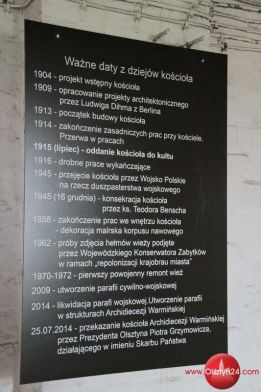 Ważne daty z dziejów kościoła
1904 - projekt wstępny kościoła
1909 - opracowanie projekty architektonicznego
przez Ludwiga Dihma z Berlina
1913 - początek budowy kościoła
1914 - zakończenie zasadniczych prac przy kościele.
Przerwa w pracach
1915 (lipiec) - oddanie kościoła do kultu
1916 - drobne prace wykańczające
1945 - przejęcie kościoła przez Wojsko Polskie
na rzecz duszpasterstwa wojskowego
1945 (16 grudnia) - konsekracja kościoła
przez ks. Teodora Benscha
1958 - zakończenie prac we wnętrzu kościoła
- dekoracja malarska korpusu nawowego
1962 - próby zdjęcia hełmów wieży podjęte
przez Wojewódzkiego Konserwatora Zabytków
w ramach „repolonizacji krajobrau miasta"
1970-1972 - pierwszy powojenny remont wież
2009 - utworzenie parafii cywilno-wojskowej
2014 - likwidacja parafii wojskowej.Utworzenie parafii
w strukturach Archidiecezji Warmińskiej
25.07.2014 - przekazanie kościoła Archidiecezji Warmińskiej
przez Prezydenta Olsztyna Piotra Grzymowicza,
działającego w imieniu Skarbu Państwa
Olsztyn24.com